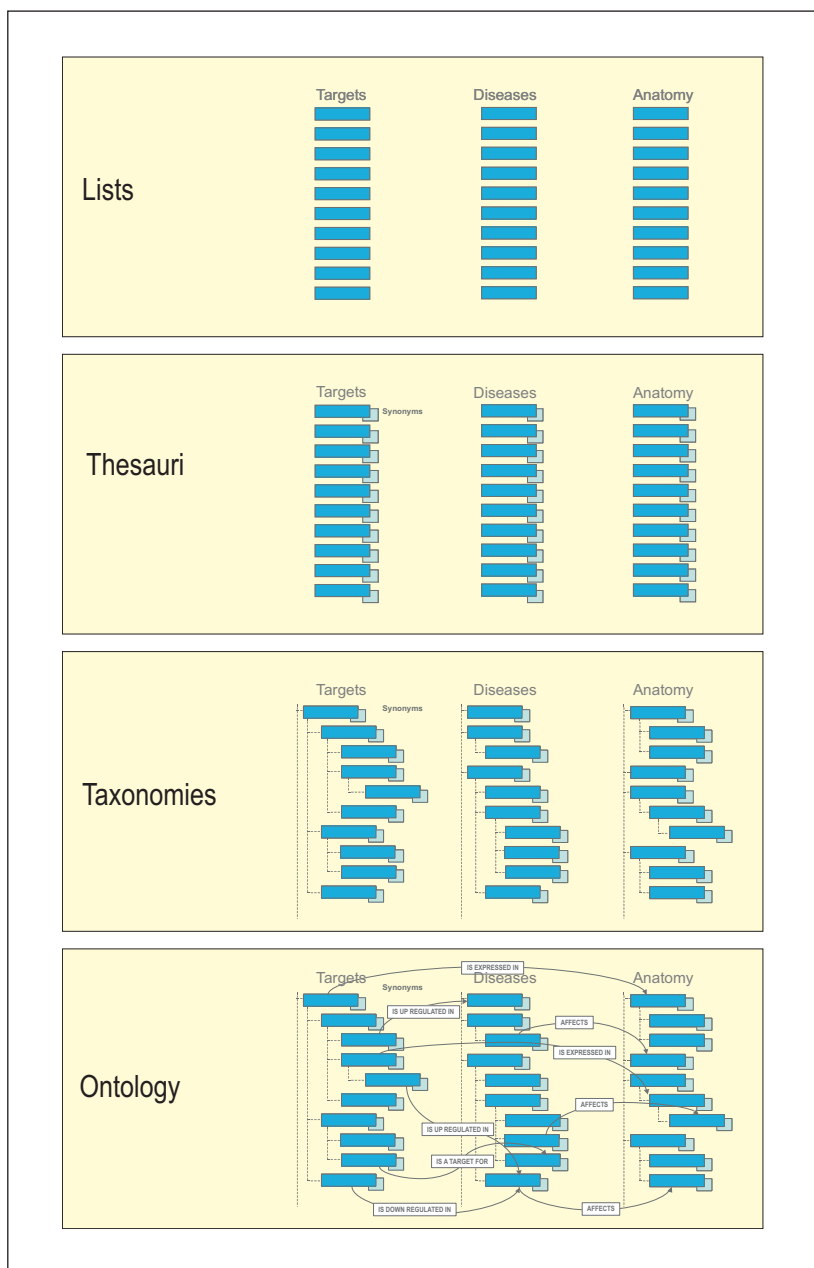 Targets Diseases Anatomy
Lists
Targets Diseases Anatomy
Synonyms
Thesauri
Targets Diseases Anatomy
Synonyms
Taxonomies
IS EXPRESSED IN
Targets Diseases Anatomy
Synonyms
IS UP REGULATED IN
AFFECTS
IS EXPRESSED IN
Ontology
AFFECTS
IS UP REGULATED IN
IS A TARGET FOR
IS DOWN REGULATED IN
AFFECTS